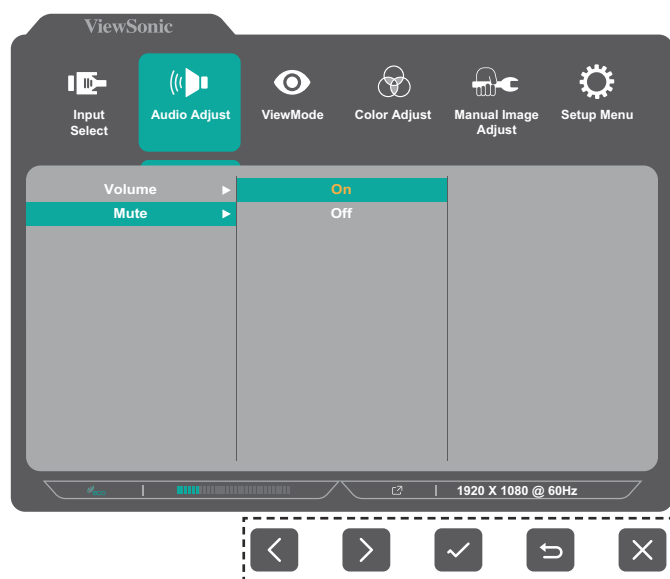 ViewSonic
Input
Select
Audio Adjust
ViewMode
Color Adjust
Manual Image
Adjust
Setup Menu
Volume
On
Mute
Off
1920 X 1080 @ 60Hz